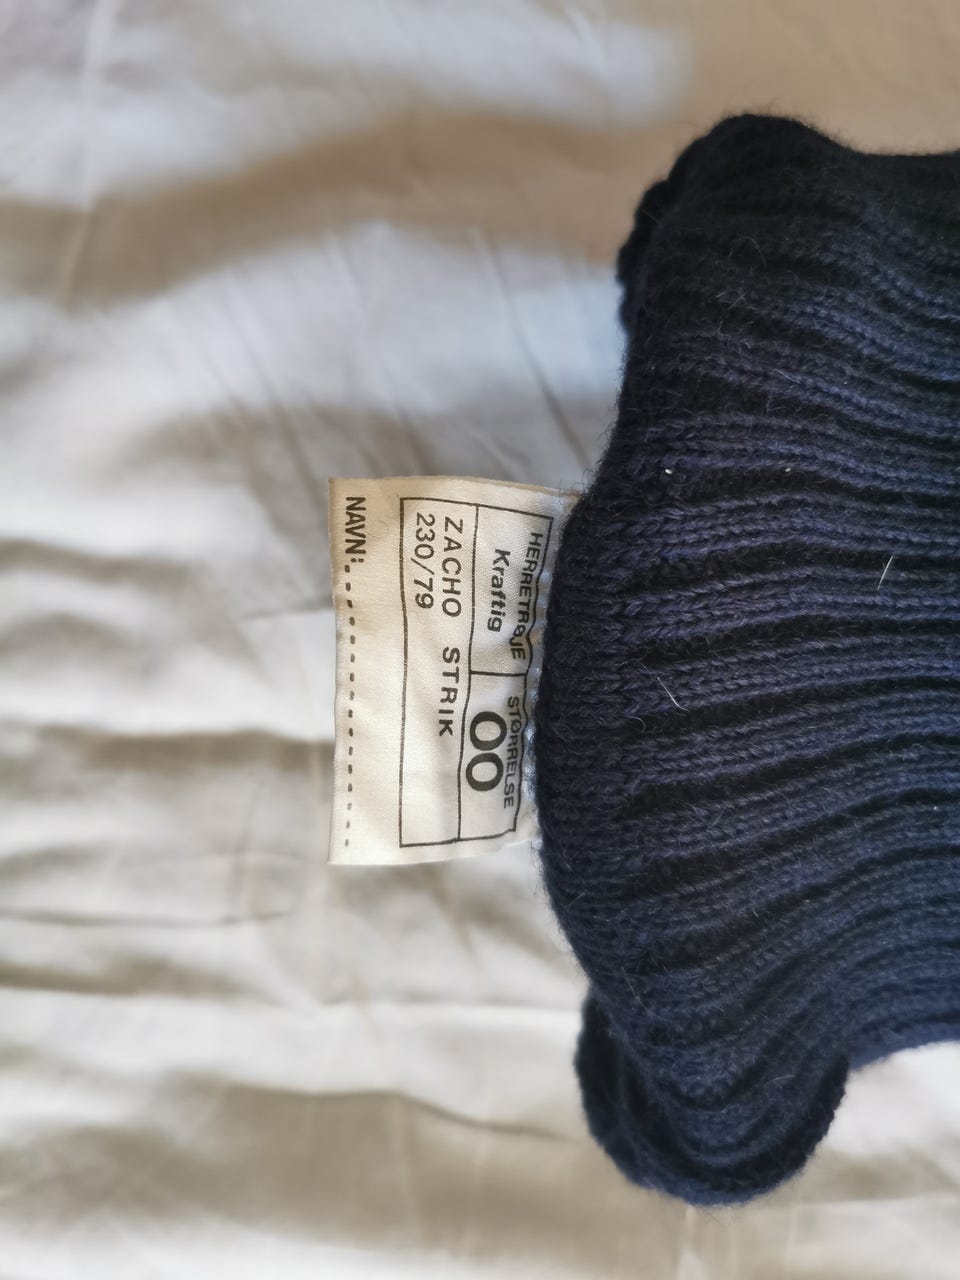 HERRETRØJE STØRRELSE
Kraftig 00
ZACHO STRIK
230/79
NAVN: